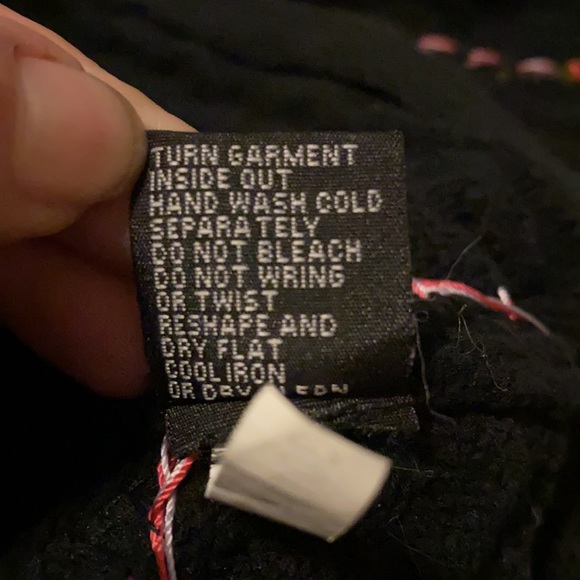 TURN GARMENT
INSIDE OUT
HAND WASH COLD
SEPARATELY
DO NOT BLEACH
DO NOT WRING
OR TWIST
RESHAPE AND
DRY FLAT
COOL IRON
OR DRY